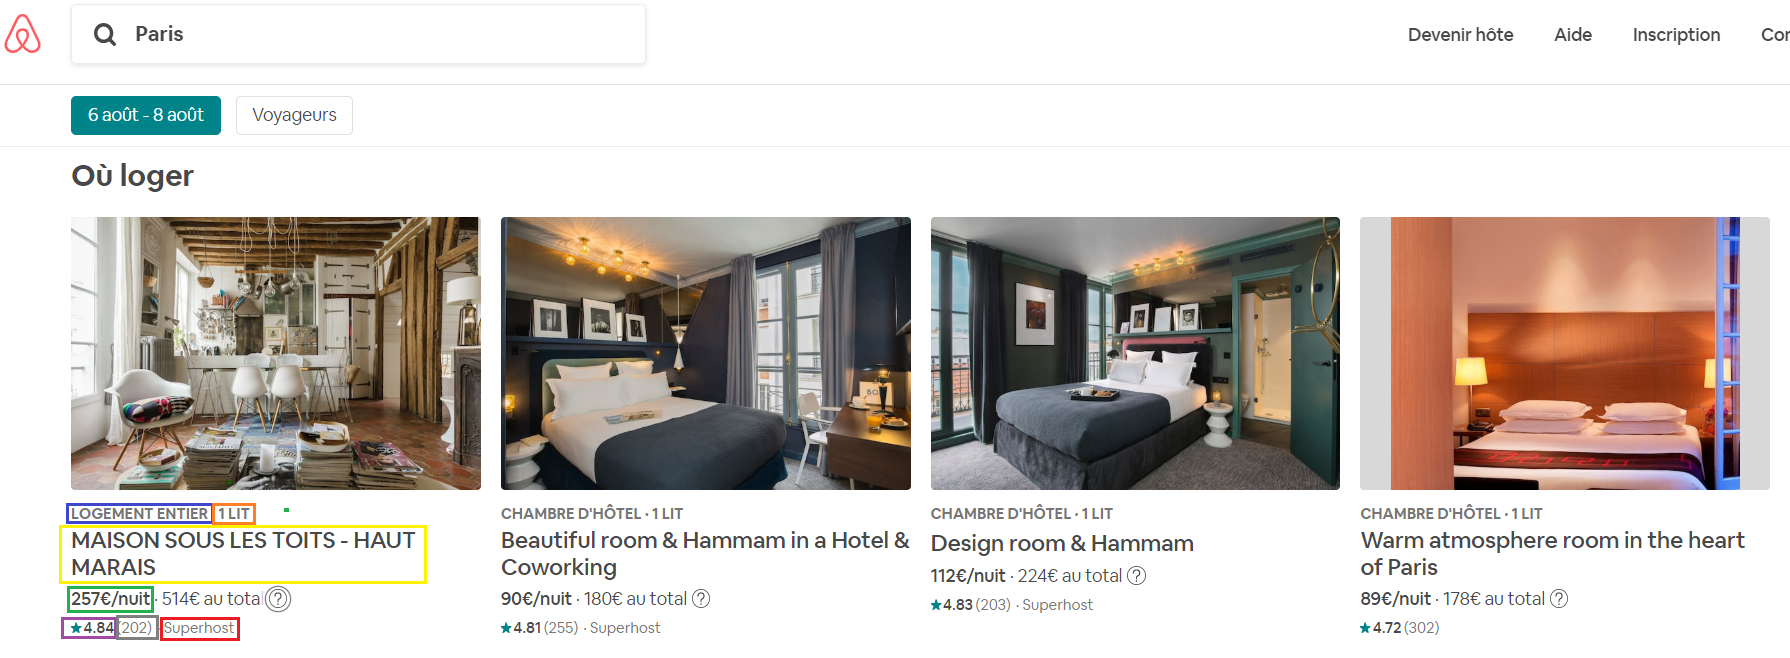 Paris
Devenir hôte
Aide
Inscription
Cor
6 août - 8 août
Voyageurs
Où loger
LOGEMENT ENTIER 1 LIT
MAISON SOUS LES TOITS - HAUT
MARAIS
257€/nuit · 514€ au total ?
★4.84 (202) · Superhost
CHAMBRE D'HÔTEL · 1 LIT
Beautiful room & Hammam in a Hotel &
Coworking
90€/nuit · 180€ au total ?
★4.81 (255) · Superhost
CHAMBRE D'HÔTEL · 1 LIT
Design room & Hammam
112€/nuit · 224€ au total ?
★4.83 (203) · Superhost
CHAMBRE D'HÔTEL · 1 LIT
Warm atmosphere room in the heart
of Paris
89€/nuit · 178€ au total ?
★4.72 (302)